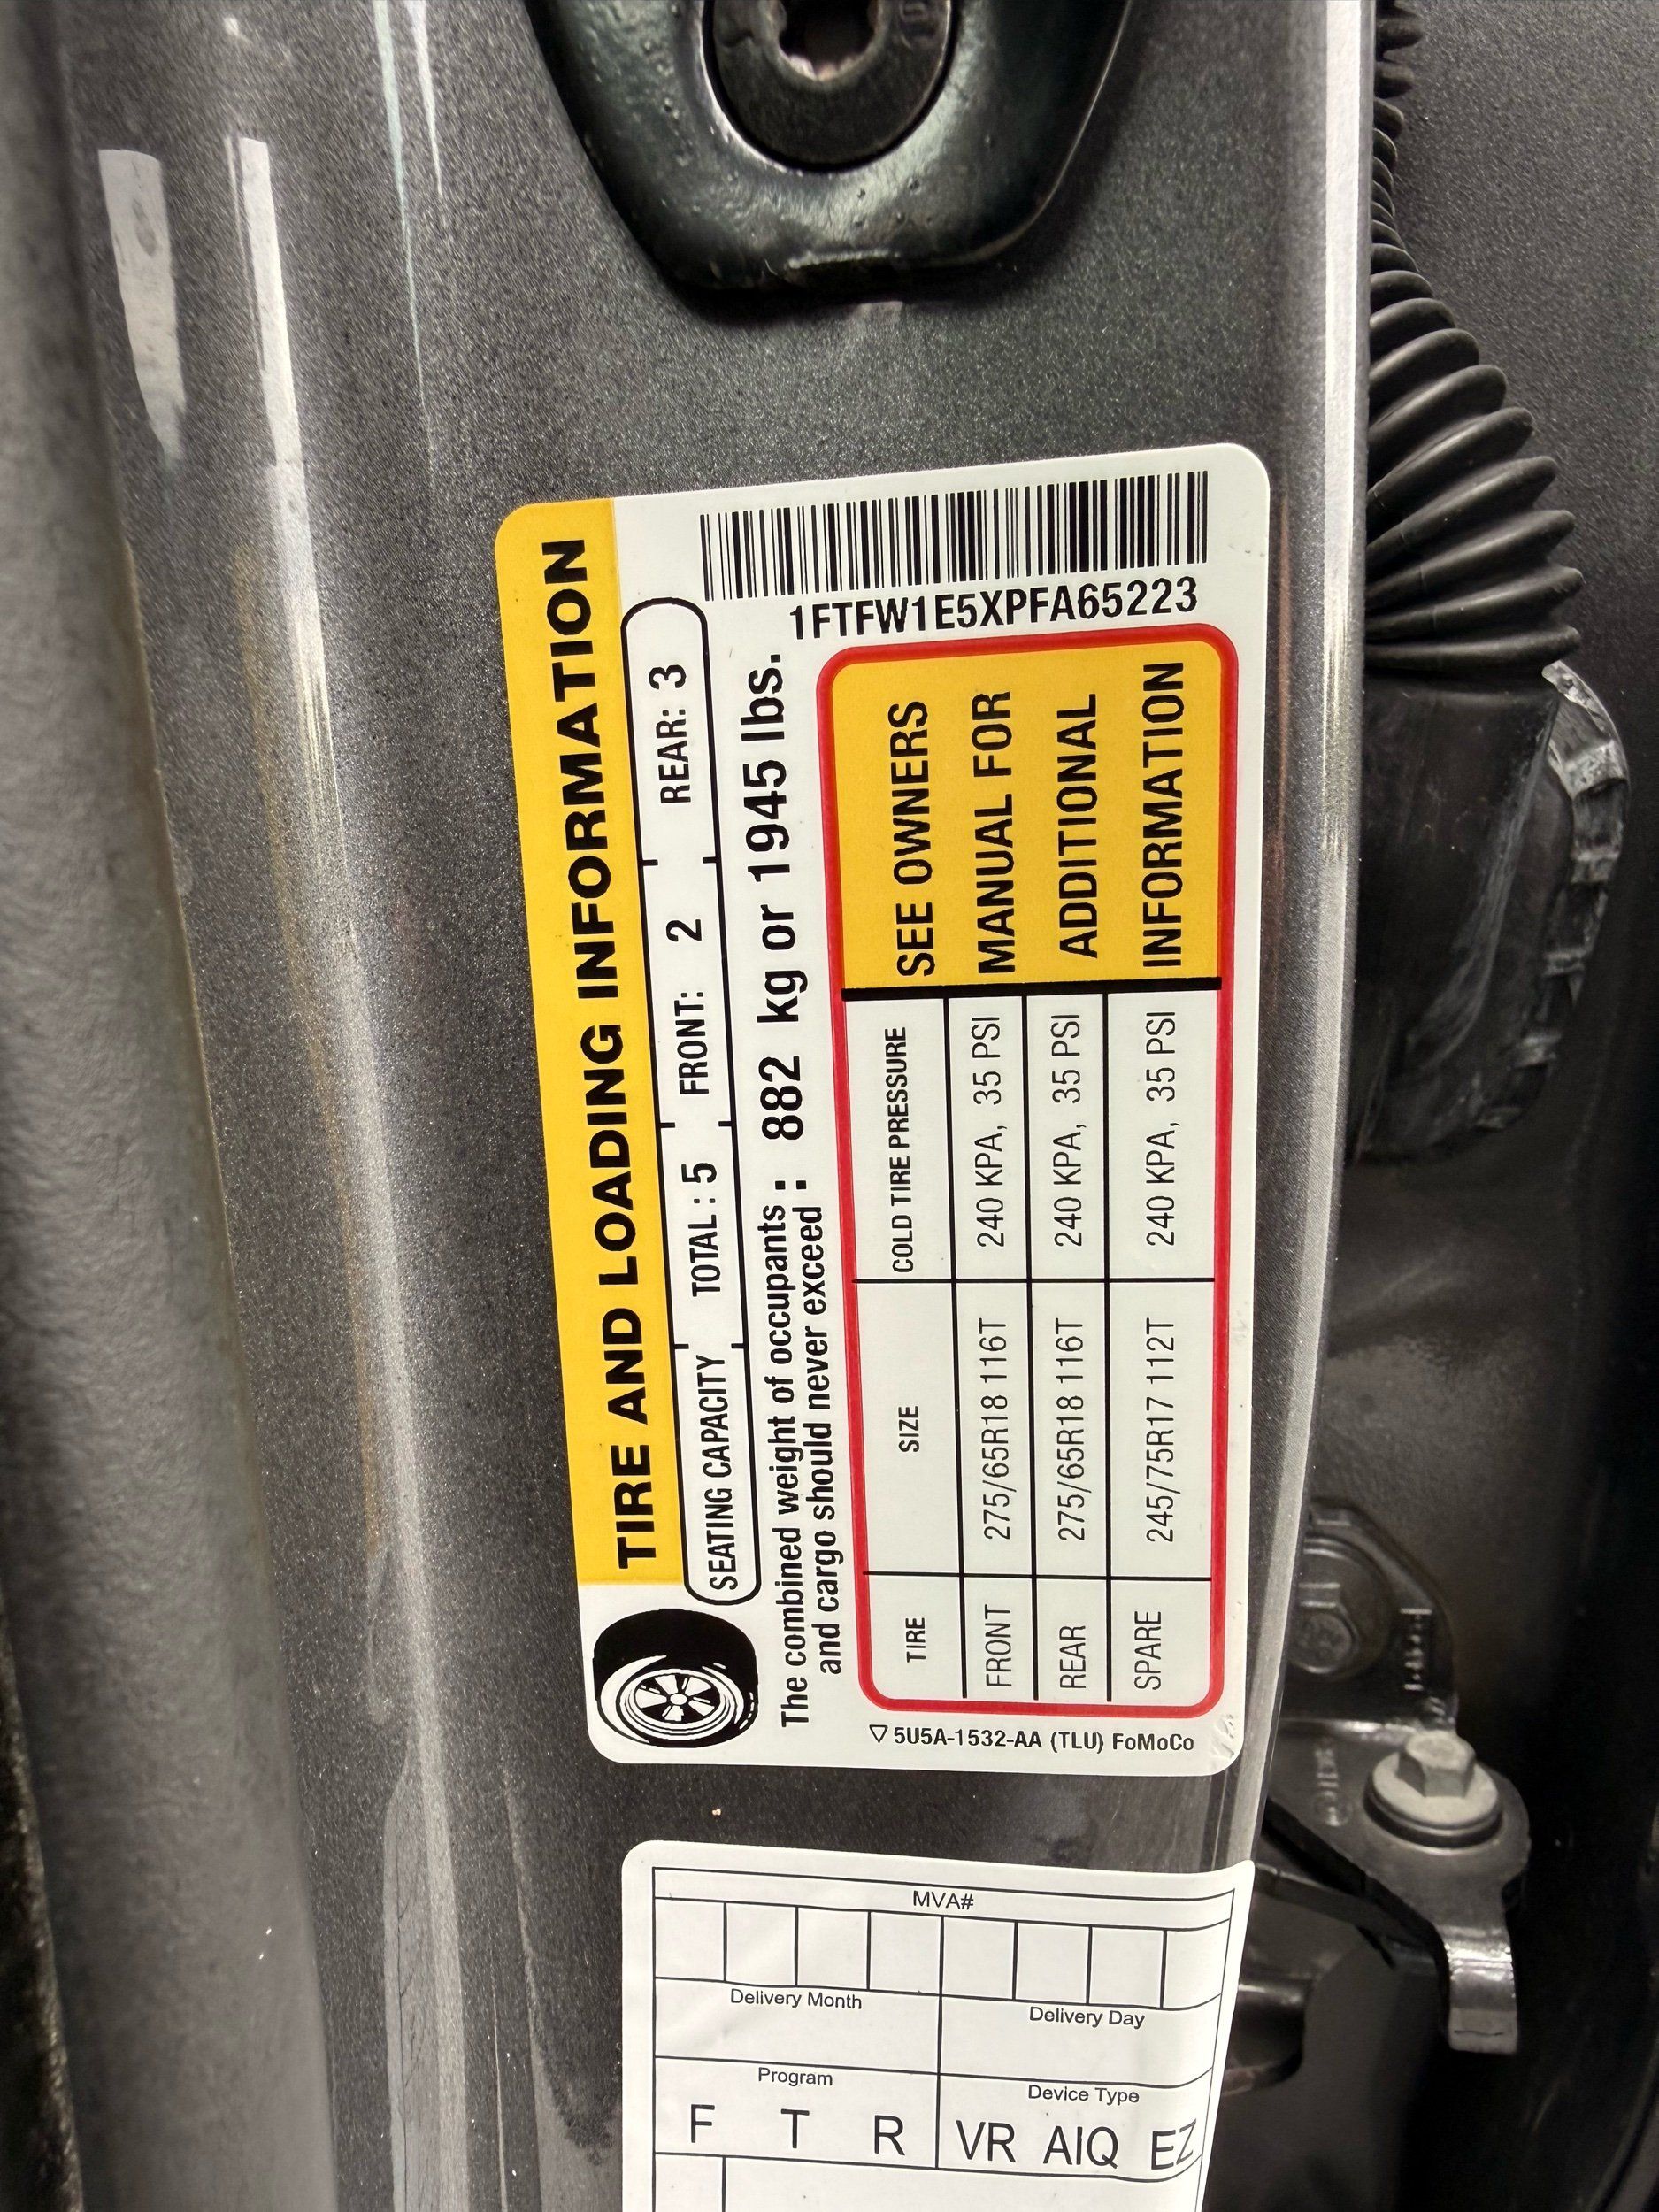 TIRE AND LOADING INFORMATION
SEATING CAPACITY TOTAL : 5 FRONT: 2 REAR: 3
The combined weight of occupants : 882 kg or 1945 lbs.
and cargo should never exceed :
TIRE SIZE COLD TIRE PRESSURE
FRONT 275/65R18 116T 240 KPA, 35 PSI
REAR 275/65R18 116T 240 KPA, 35 PSI
SPARE 245/75R17 112T 240 KPA, 35 PSI
SEE OWNERS
MANUAL FOR
ADDITIONAL
INFORMATION
1FTFW1E5XPFA65223
5U5A-1532-AA (TLU) FoMoCo
MVA#
Delivery Month Delivery Day
Program Device Type
F T R VR AIQ EZ